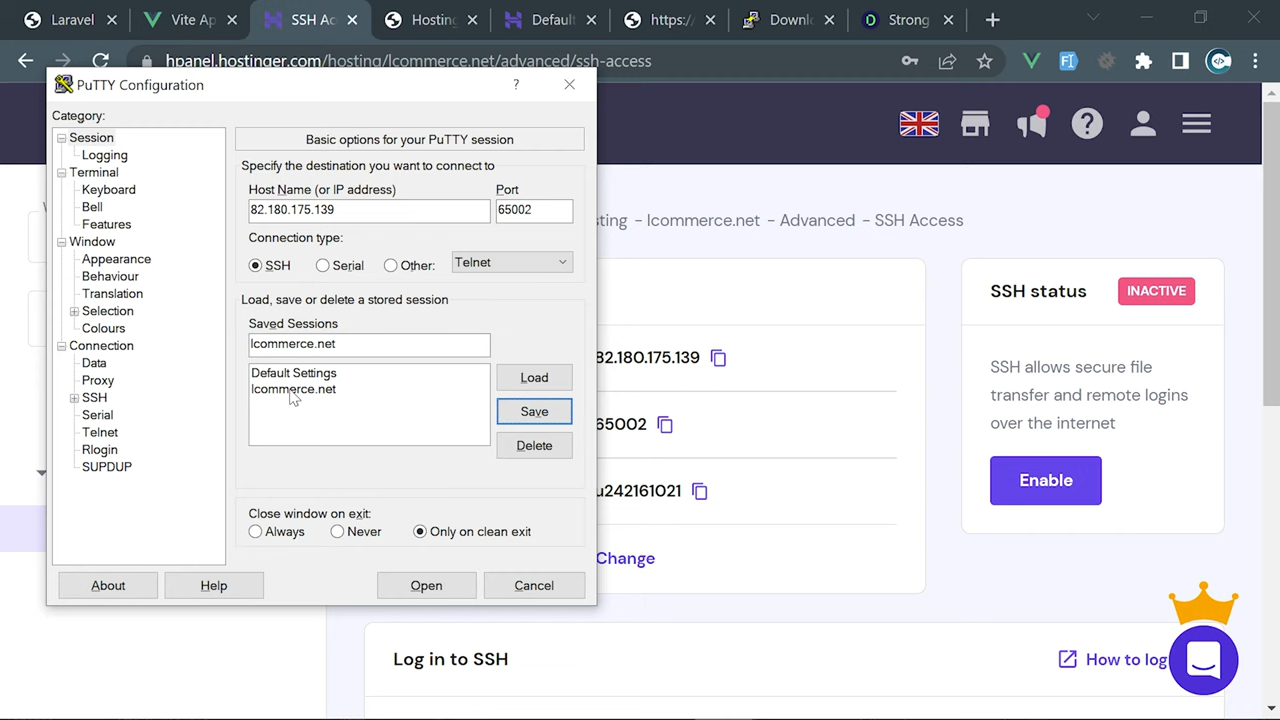 Laravel
Vite Ap
SSH Ac
Hosting
Default
https:/
Downl
Strong
hpanel.hostinger.com/hosting/lcommerce.net/advanced/ssh-access
PuTTY Configuration
?
Category:
Session
Logging
Terminal
Keyboard
Bell
Features
Window
Appearance
Behaviour
Translation
Selection
Colours
Connection
Data
Proxy
SSH
Serial
Telnet
Rlogin
SUPDUP
Basic options for your PuTTY session
Specify the destination you want to connect to
Host Name (or IP address)
Port
82.180.175.139
65002
Connection type:
SSH
Serial
Other:
Telnet
Load, save or delete a stored session
Saved Sessions
lcommerce.net
Default Settings
lcommerce.net
Load
Save
Delete
Close window on exit:
Always
Never
Only on clean exit
About
Help
Open
Cancel
sting - lcommerce.net - Advanced - SSH Access
82.180.175.139
65002
u242161021
Change
SSH status
INACTIVE
SSH allows secure file
transfer and remote logins
over the internet
Enable
Log in to SSH
How to log